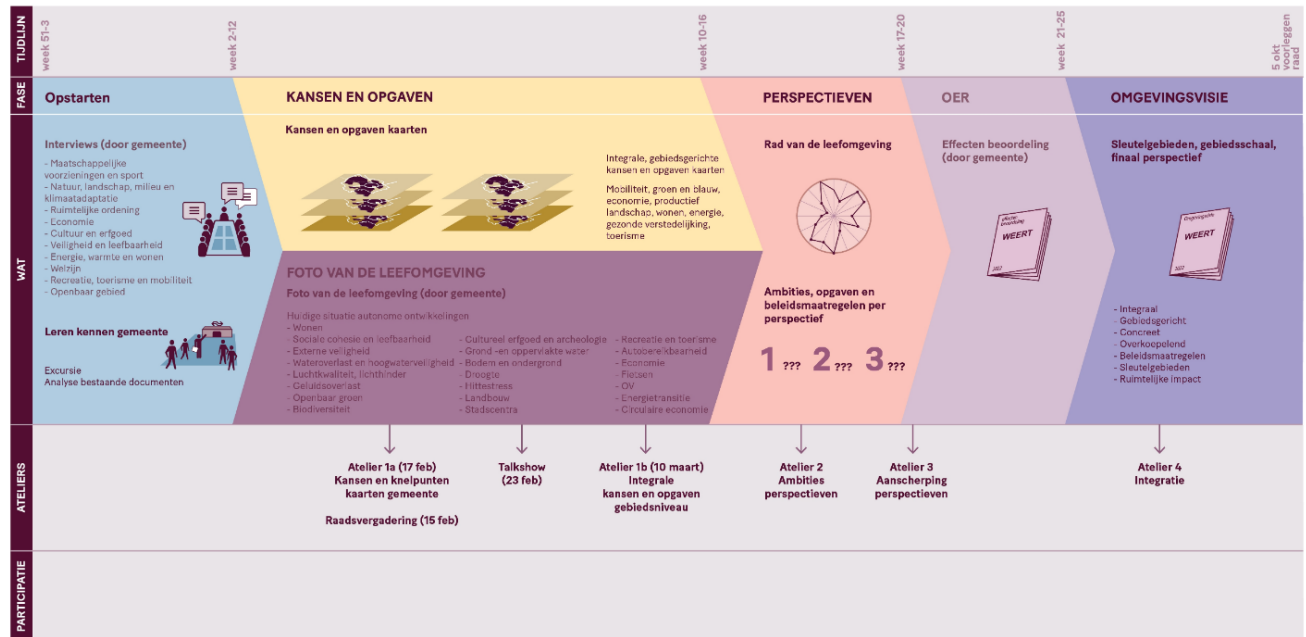 TIJDLIJN
week 51-3
week 2-12
week 10-16
week 17-20
week 21-25
5 okt
voorleggen
raad
FASE
Opstarten
KANSEN EN OPGAVEN
PERSPECTIEVEN
OER
OMGEVINGSVISIE
WAT
Interviews (door gemeente)
- Maatschappelijke
voorzieningen en sport
- Natuur, landschap, milieu en
klimaatadaptatie
- Ruimtelijke ordening
- Economie
- Cultuur en erfgoed
- Veiligheid en leefbaarheid
- Energie, warmte en wonen
- Welzijn
- Recreatie, toerisme en mobiliteit
- Openbaar gebied
Leren kennen gemeente
Excursie
Analyse bestaande documenten
Kansen en opgaven kaarten
Integrale, gebiedsgerichte
kansen en opgaven kaarten
Mobiliteit, groen en blauw,
economie, productief
landschap, wonen, energie,
gezonde verstedelijking,
toerisme
FOTO VAN DE LEEFOMGEVING
Foto van de leefomgeving (door gemeente)
Huidige situatie autonome ontwikkelingen
- Wonen
- Sociale cohesie en leefbaarheid
- Externe veiligheid
- Wateroverlast en hoogwaterveiligheid
- Luchtkwaliteit, lichthinder
- Geluidsoverlast
- Openbaar groen
- Biodiversiteit
- Cultureel erfgoed en archeologie
- Grond -en oppervlakte water
- Bodem en ondergrond
- Droogte
- Hittestress
- Landbouw
- Stadscentra
- Recreatie en toerisme
- Autobereikbaarheid
- Economie
- Fietsen
- OV
- Energietransitie
- Circulaire economie
Rad van de leefomgeving
Ambities, opgaven en
beleidsmaatregelen per
perspectief
1 ??? 2 ??? 3 ???
Effecten beoordeling
(door gemeente)
WEERT
2022
Sleutelgebieden, gebiedsschaal,
finaal perspectief
Omgevingsvisie
WEERT
2022
- Integraal
- Gebiedsgericht
- Concreet
- Overkoepelend
- Beleidsmaatregelen
- Sleutelgebieden
- Ruimtelijke impact
ATELIERS
Atelier 1a (17 feb)
Kansen en knelpunten
kaarten gemeente
Raadsvergadering (15 feb)
Talkshow
(23 feb)
Atelier 1b (10 maart)
Integrale
kansen en opgaven
gebiedsniveau
Atelier 2
Ambities
perspectieven
Atelier 3
Aanscherping
perspectieven
Atelier 4
Integratie
PARTICIPATIE